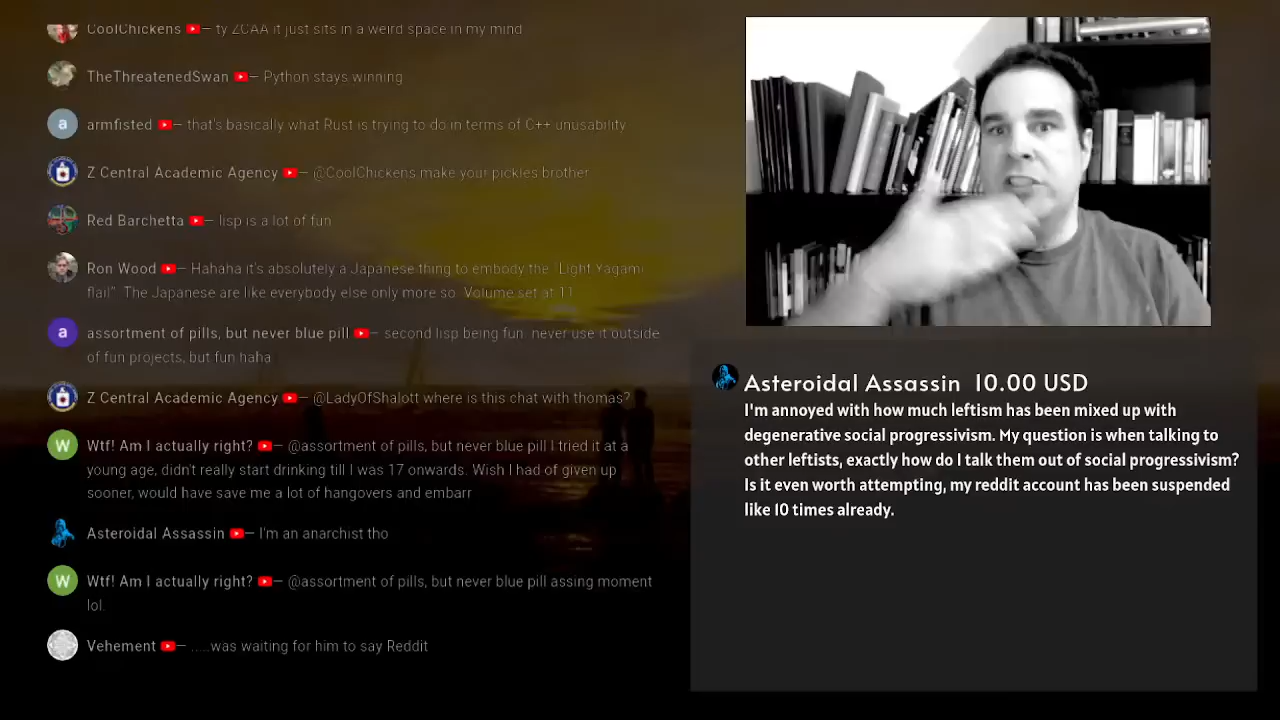 CoolChickens — ty ZCAA it just sits in a weird space in my mind
TheThreatenedSwan — Python stays winning
a armfisted — that's basically what Rust is trying to do in terms of C++ unusability
Z Central Academic Agency — @CoolChickens make your pickles brother
Red Barchetta — lisp is a lot of fun
Ron Wood — Hahaha it's absolutely a Japanese thing to embody the "Light Yagami
flail". The Japanese are like everybody else only more so. Volume set at 11
a assortment of pills, but never blue pill — second lisp being fun. never use it outside
of fun projects, but fun haha
Z Central Academic Agency — @LadyOfShalott where is this chat with thomas?
W Wtf! Am I actually right? — @assortment of pills, but never blue pill I tried it at a
young age, didn't really start drinking till I was 17 onwards. Wish I had of given up
sooner, would have save me a lot of hangovers and embarr
Asteroidal Assassin — I'm an anarchist tho
W Wtf! Am I actually right? — @assortment of pills, but never blue pill assing moment
lol.
Vehement — .....was waiting for him to say Reddit
Asteroidal Assassin 10.00 USD
I'm annoyed with how much leftism has been mixed up with
degenerative social progressivism. My question is when talking to
other leftists, exactly how do I talk them out of social progressivism?
Is it even worth attempting, my reddit account has been suspended
like 10 times already.